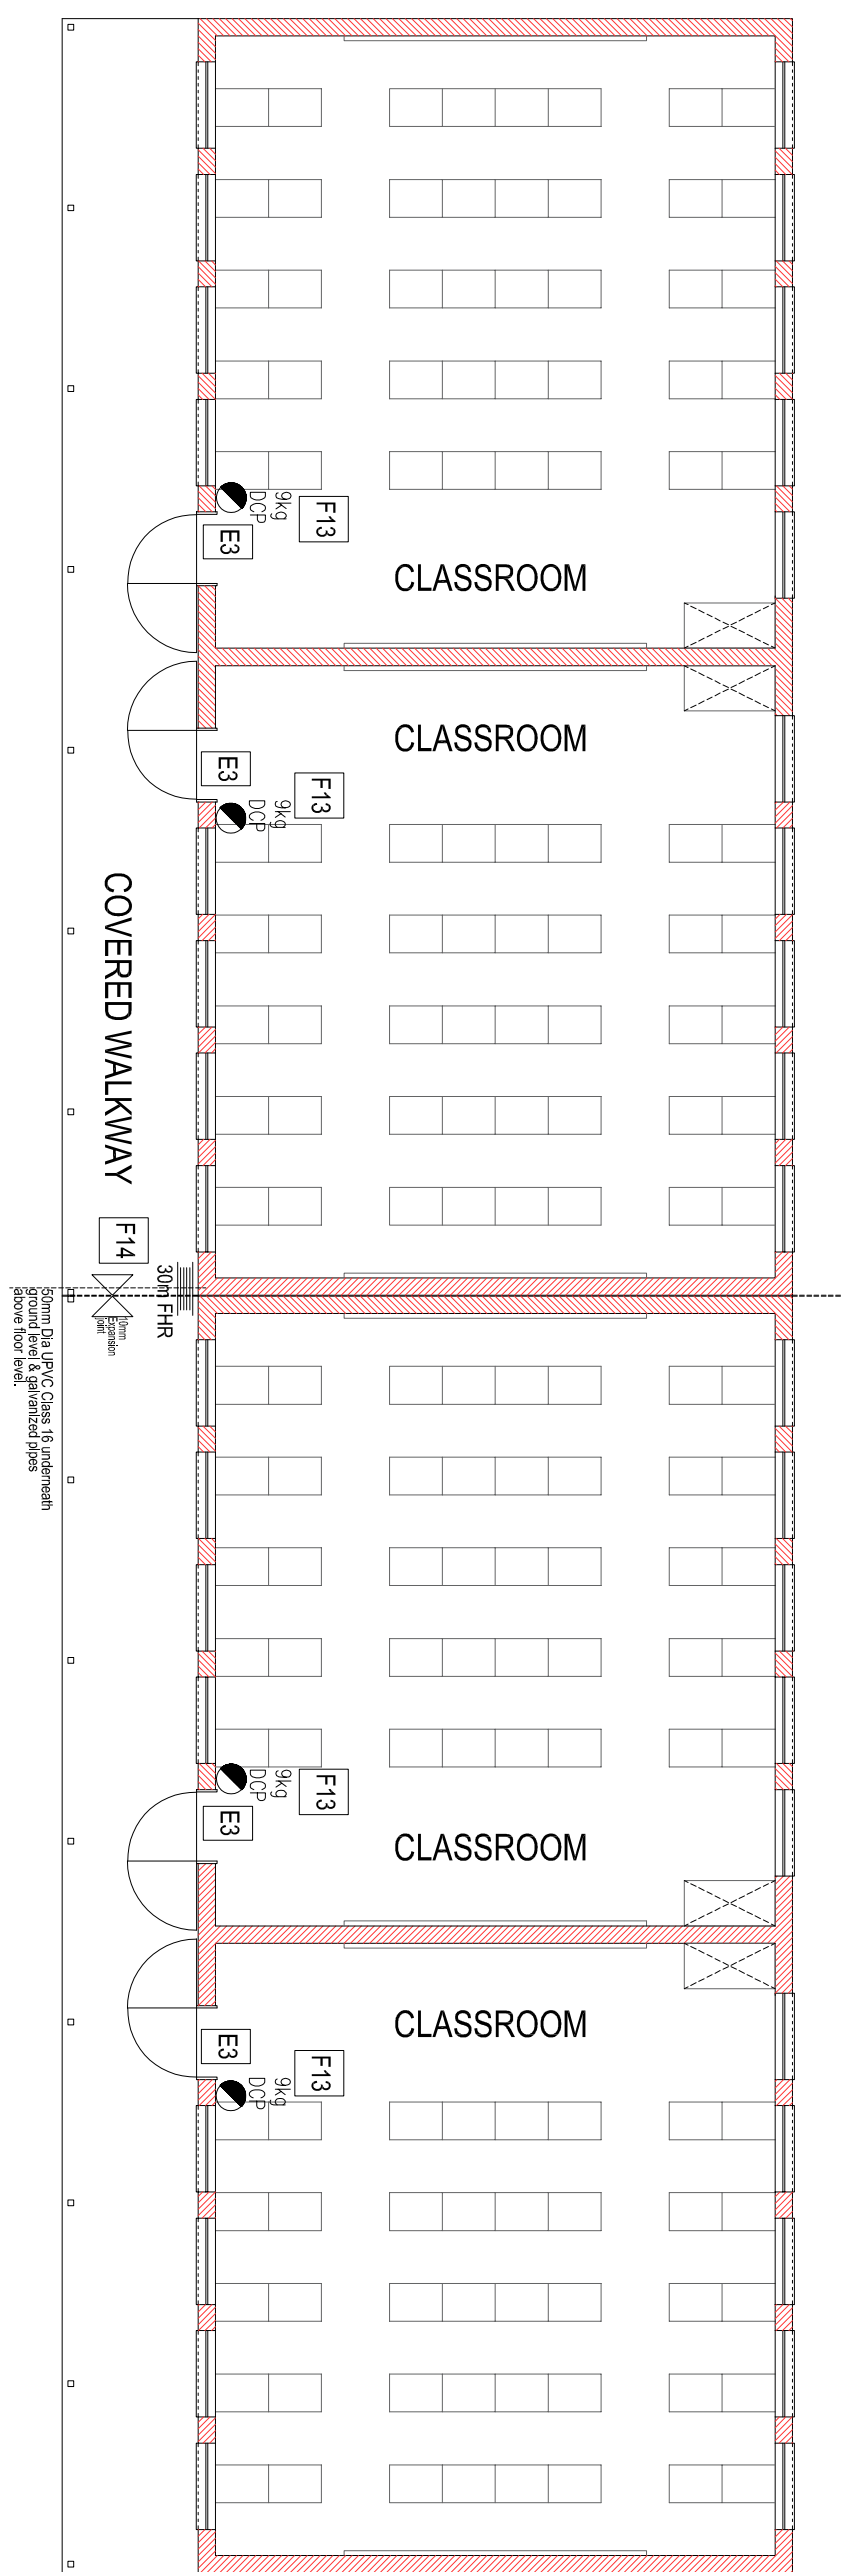 9kg
DCP
F13
E3
CLASSROOM
CLASSROOM
E3
F13
9kg
DCP
COVERED WALKWAY
F14
30m FHR
10mm
Expansion
joint
50mm Dia UPVC Class 16 underneath
ground level & galvanized pipes
above floor level.
9kg
DCP
F13
E3
CLASSROOM
CLASSROOM
E3
F13
9kg
DCP